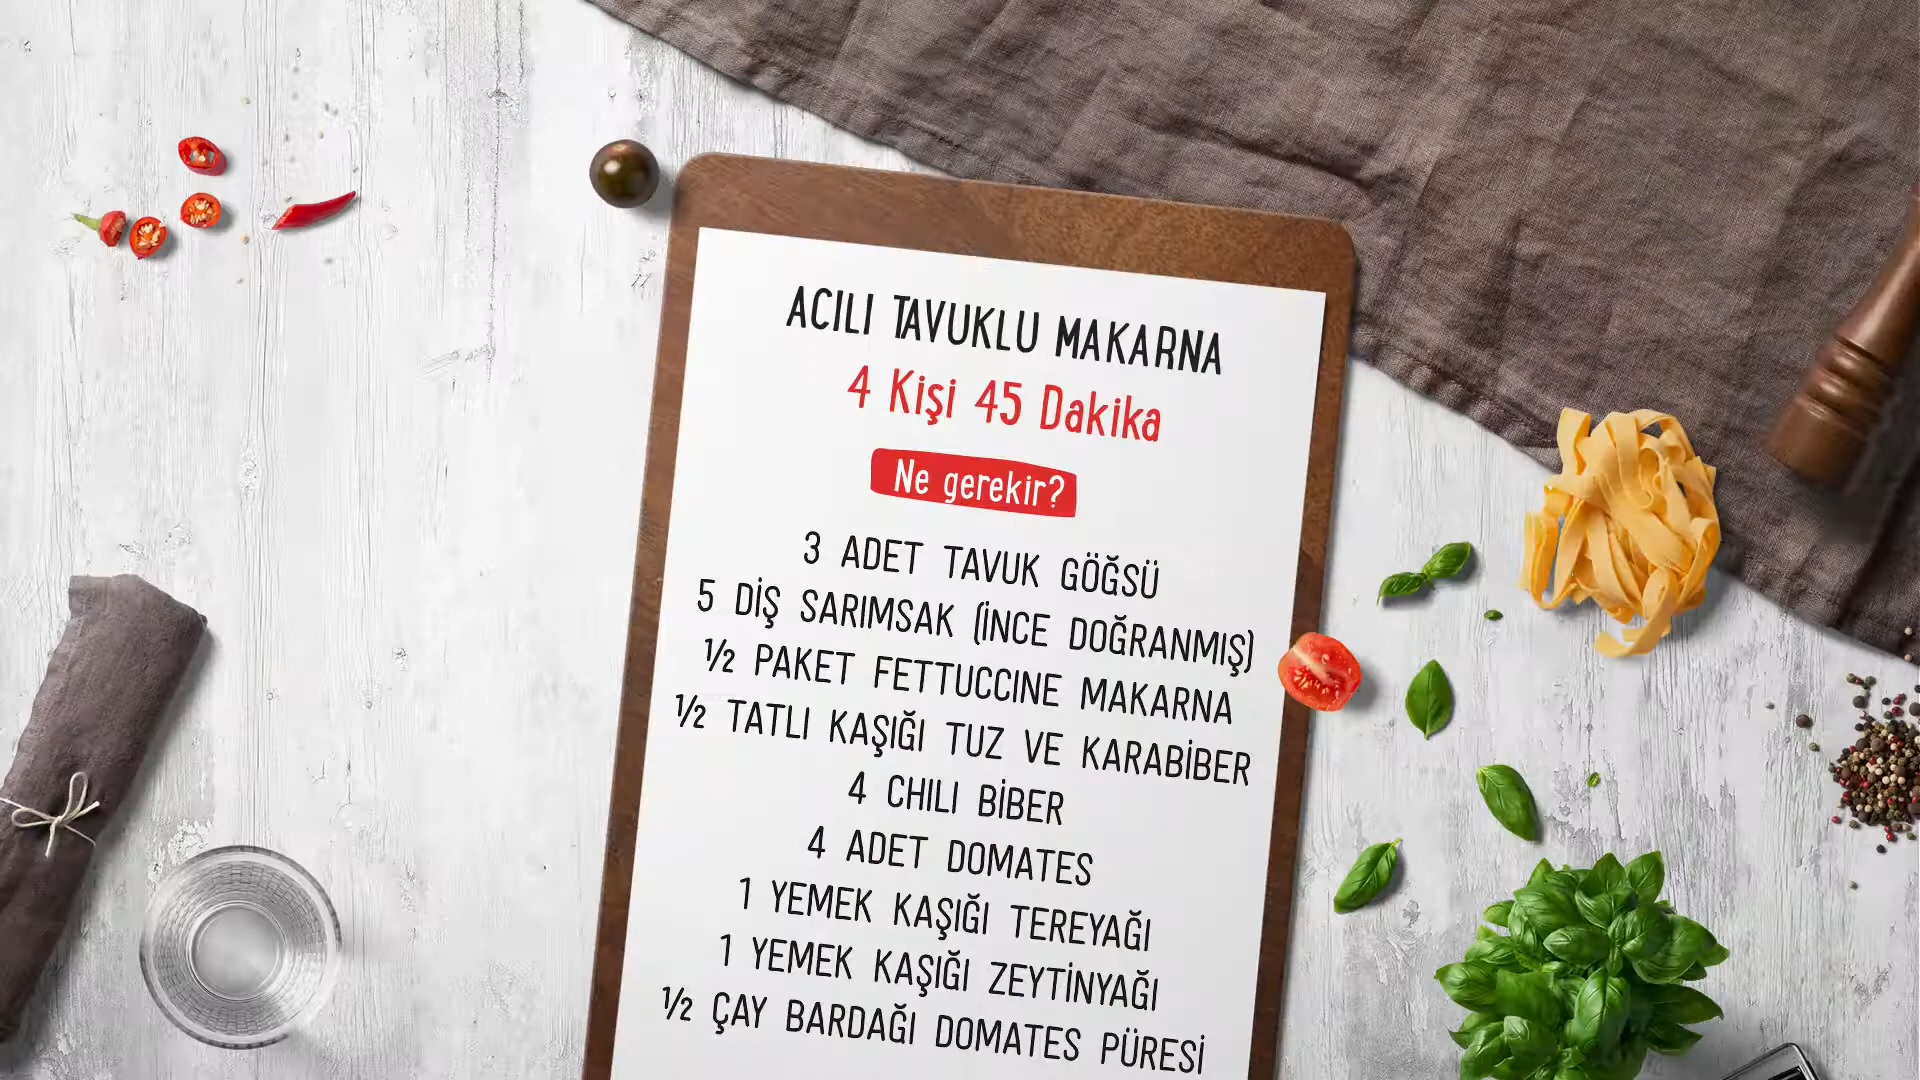 ACILI TAVUKLU MAKARNA
4 Kişi 45 Dakika
Ne gerekir?
3 ADET TAVUK GÖĞSÜ
5 DİŞ SARIMSAK (İNCE DOĞRANMIŞ)
½ PAKET FETTUCCINE MAKARNA
½ TATLI KAŞIĞI TUZ VE KARABİBER
4 CHILI BİBER
4 ADET DOMATES
1 YEMEK KAŞIĞI TEREYAĞI
1 YEMEK KAŞIĞI ZEYTİNYAĞI
½ ÇAY BARDAĞI DOMATES PÜRESİ